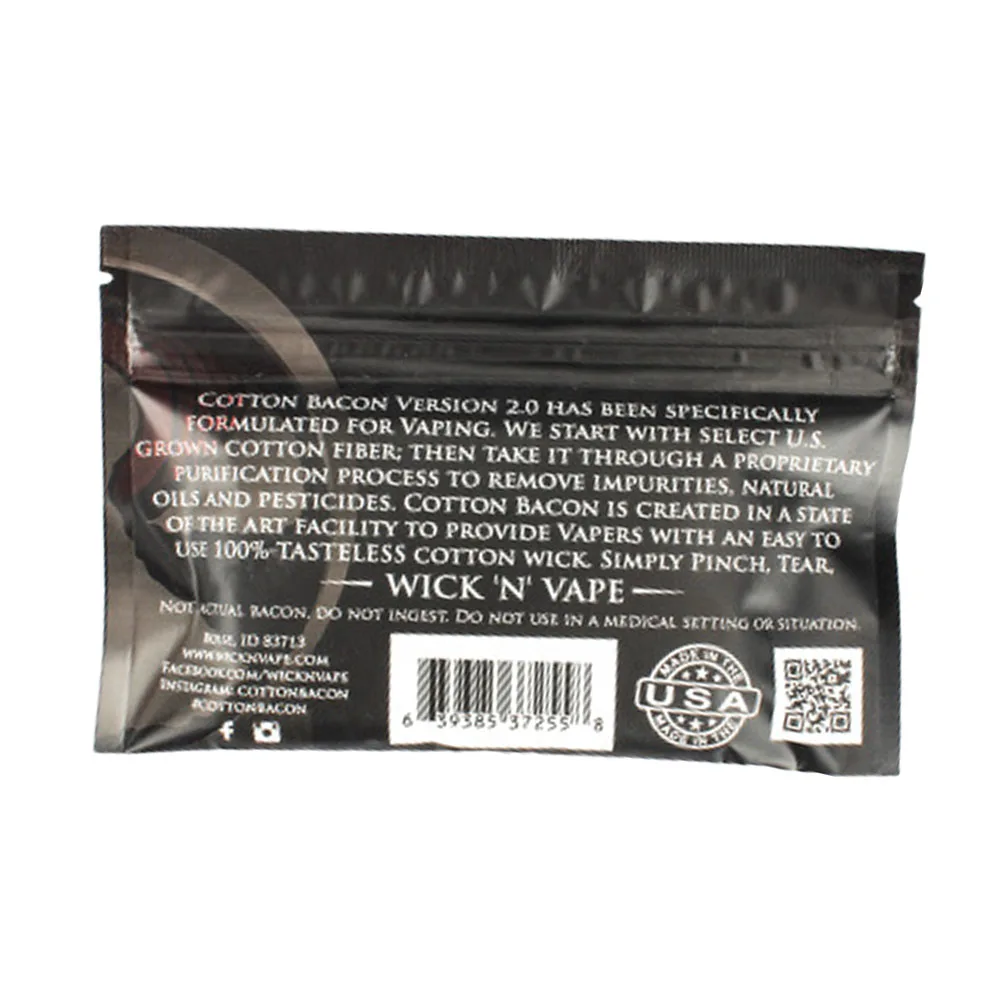 COTTON BACON VERSION 2.0 HAS BEEN SPECIFICALLY
FORMULATED FOR VAPING. WE START WITH SELECT U.S.
GROWN COTTON FIBER; THEN TAKE IT THROUGH A PROPRIETARY
PURIFICATION PROCESS TO REMOVE IMPURITIES, NATURAL
OILS AND PESTICIDES. COTTON BACON IS CREATED IN A STATE
OF THE ART FACILITY TO PROVIDE VAPERS WITH AN EASY TO
USE 100% TASTELESS COTTON WICK. SIMPLY PINCH, TEAR,
WICK 'N' VAPE
NOT ACTUAL BACON. DO NOT INGEST. DO NOT USE IN A MEDICAL SETTING OR SITUATION.
BOISE, ID 83713
WWW.WICKNVAPE.COM
FACEBOOK.COM/WICKNVAPE
INSTAGRAM: COTTONBACON
#COTTONBACON
6 39385 37255 8
MADE IN THE
USA
MADE IN THE